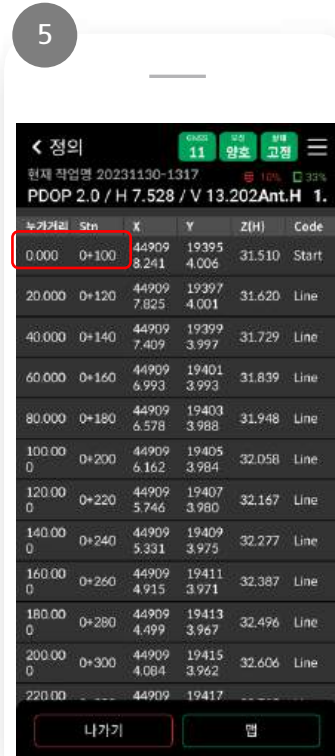 5
정의
GNSS 11
보정 양호
상태 고정
현재 작업명 20231130-1317 10% 33%
PDOP 2.0 / H 7.528 / V 13.202Ant.H 1.
누가거리 Stn X Y Z(H) Code
0.000 0+100 449098.241 193954.006 31.510 Start
20.000 0+120 449097.825 193974.001 31.620 Line
40.000 0+140 449097.409 193993.997 31.729 Line
60.000 0+160 449096.993 194013.993 31.839 Line
80.000 0+180 449096.578 194033.988 31.948 Line
100.000 0+200 449096.162 194053.984 32.058 Line
120.000 0+220 449095.746 194073.980 32.167 Line
140.000 0+240 449095.331 194093.975 32.277 Line
160.000 0+260 449094.915 194113.971 32.387 Line
180.000 0+280 449094.499 194133.967 32.496 Line
200.000 0+300 449094.084 194153.962 32.606 Line
220.00 44909 19417
나가기 맵